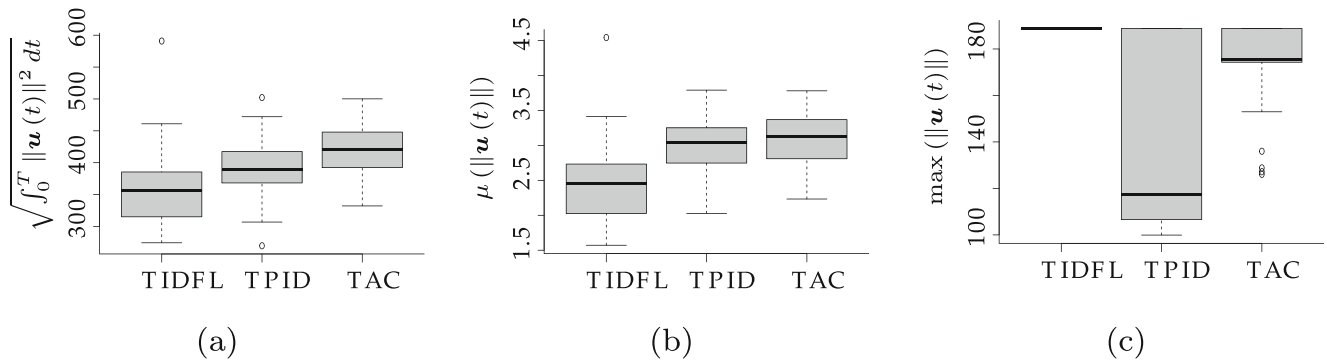 √∫₀ᵀ ||u (t)||² dt
600
500
400
300
TIDFL TPID TAC
(a)
μ (||u (t)||)
4.5
3.5
2.5
1.5
TIDFL TPID TAC
(b)
max (||u (t)||)
180
140
100
TIDFL TPID TAC
(c)